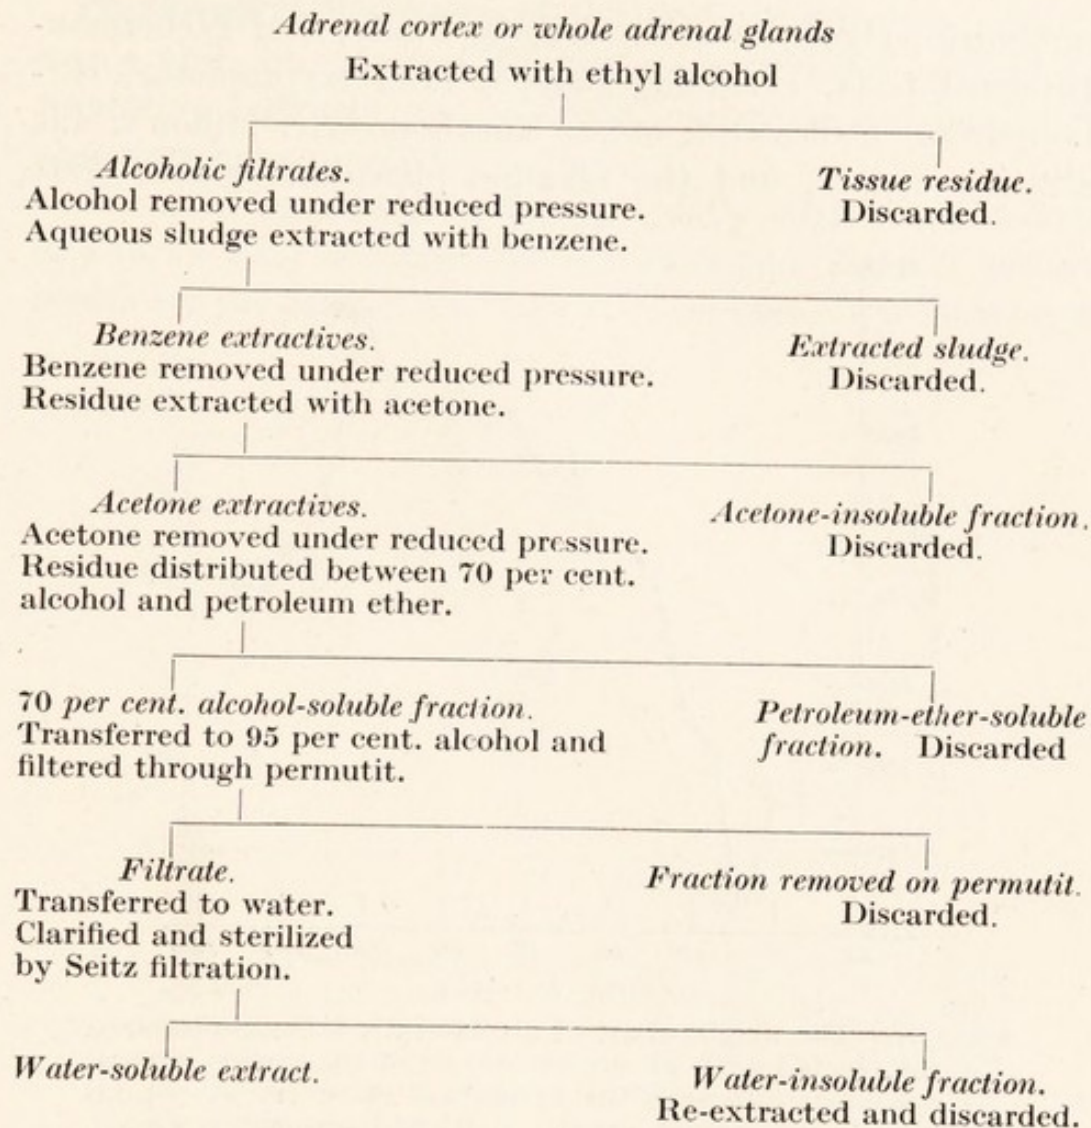 Adrenal cortex or whole adrenal glands
Extracted with ethyl alcohol
Alcoholic filtrates.
Alcohol removed under reduced pressure.
Aqueous sludge extracted with benzene.
Tissue residue.
Discarded.
Benzene extractives.
Benzene removed under reduced pressure.
Residue extracted with acetone.
Extracted sludge.
Discarded.
Acetone extractives.
Acetone removed under reduced pressure.
Residue distributed between 70 per cent.
alcohol and petroleum ether.
Acetone-insoluble fraction.
Discarded.
70 per cent. alcohol-soluble fraction.
Transferred to 95 per cent. alcohol and
filtered through permutit.
Petroleum-ether-soluble
fraction. Discarded
Filtrate.
Transferred to water.
Clarified and sterilized
by Seitz filtration.
Fraction removed on permutit.
Discarded.
Water-soluble extract.
Water-insoluble fraction.
Re-extracted and discarded.